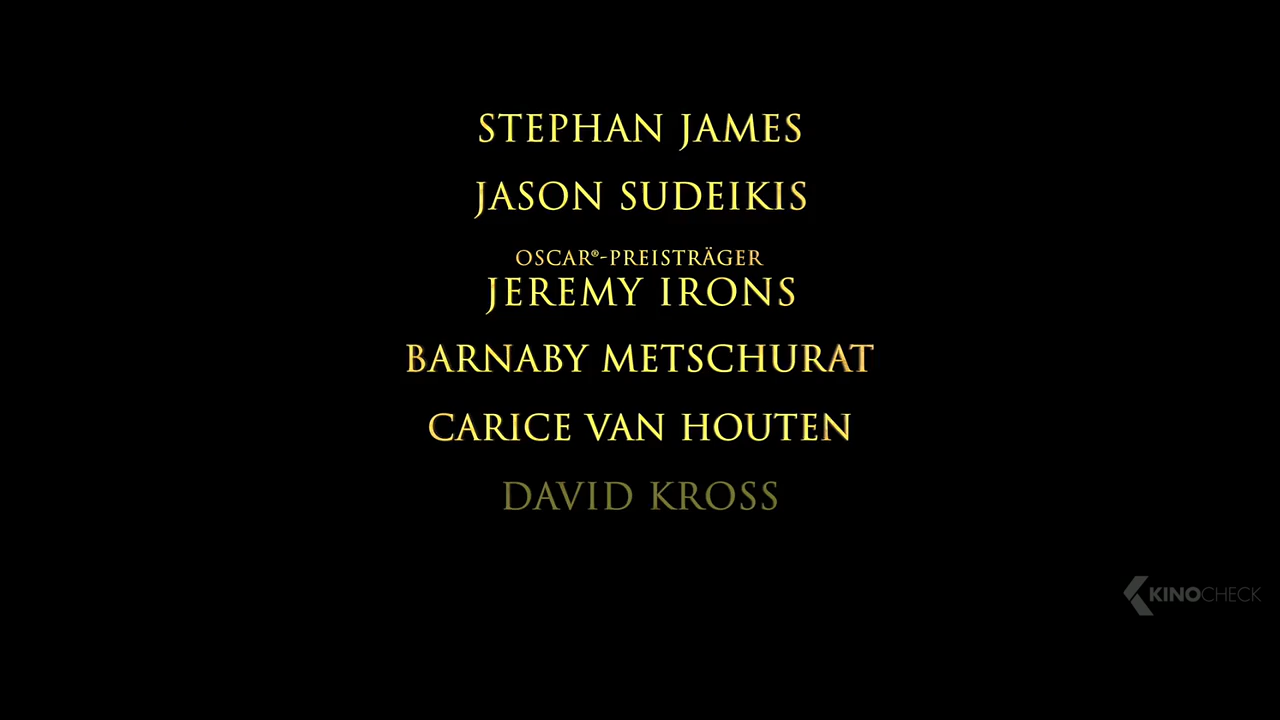 STEPHAN JAMES
JASON SUDEIKIS
OSCAR®-PREISTRÄGER
JEREMY IRONS
BARNABY METSCHURAT
CARICE VAN HOUTEN
DAVID KROSS
KINOCHECK